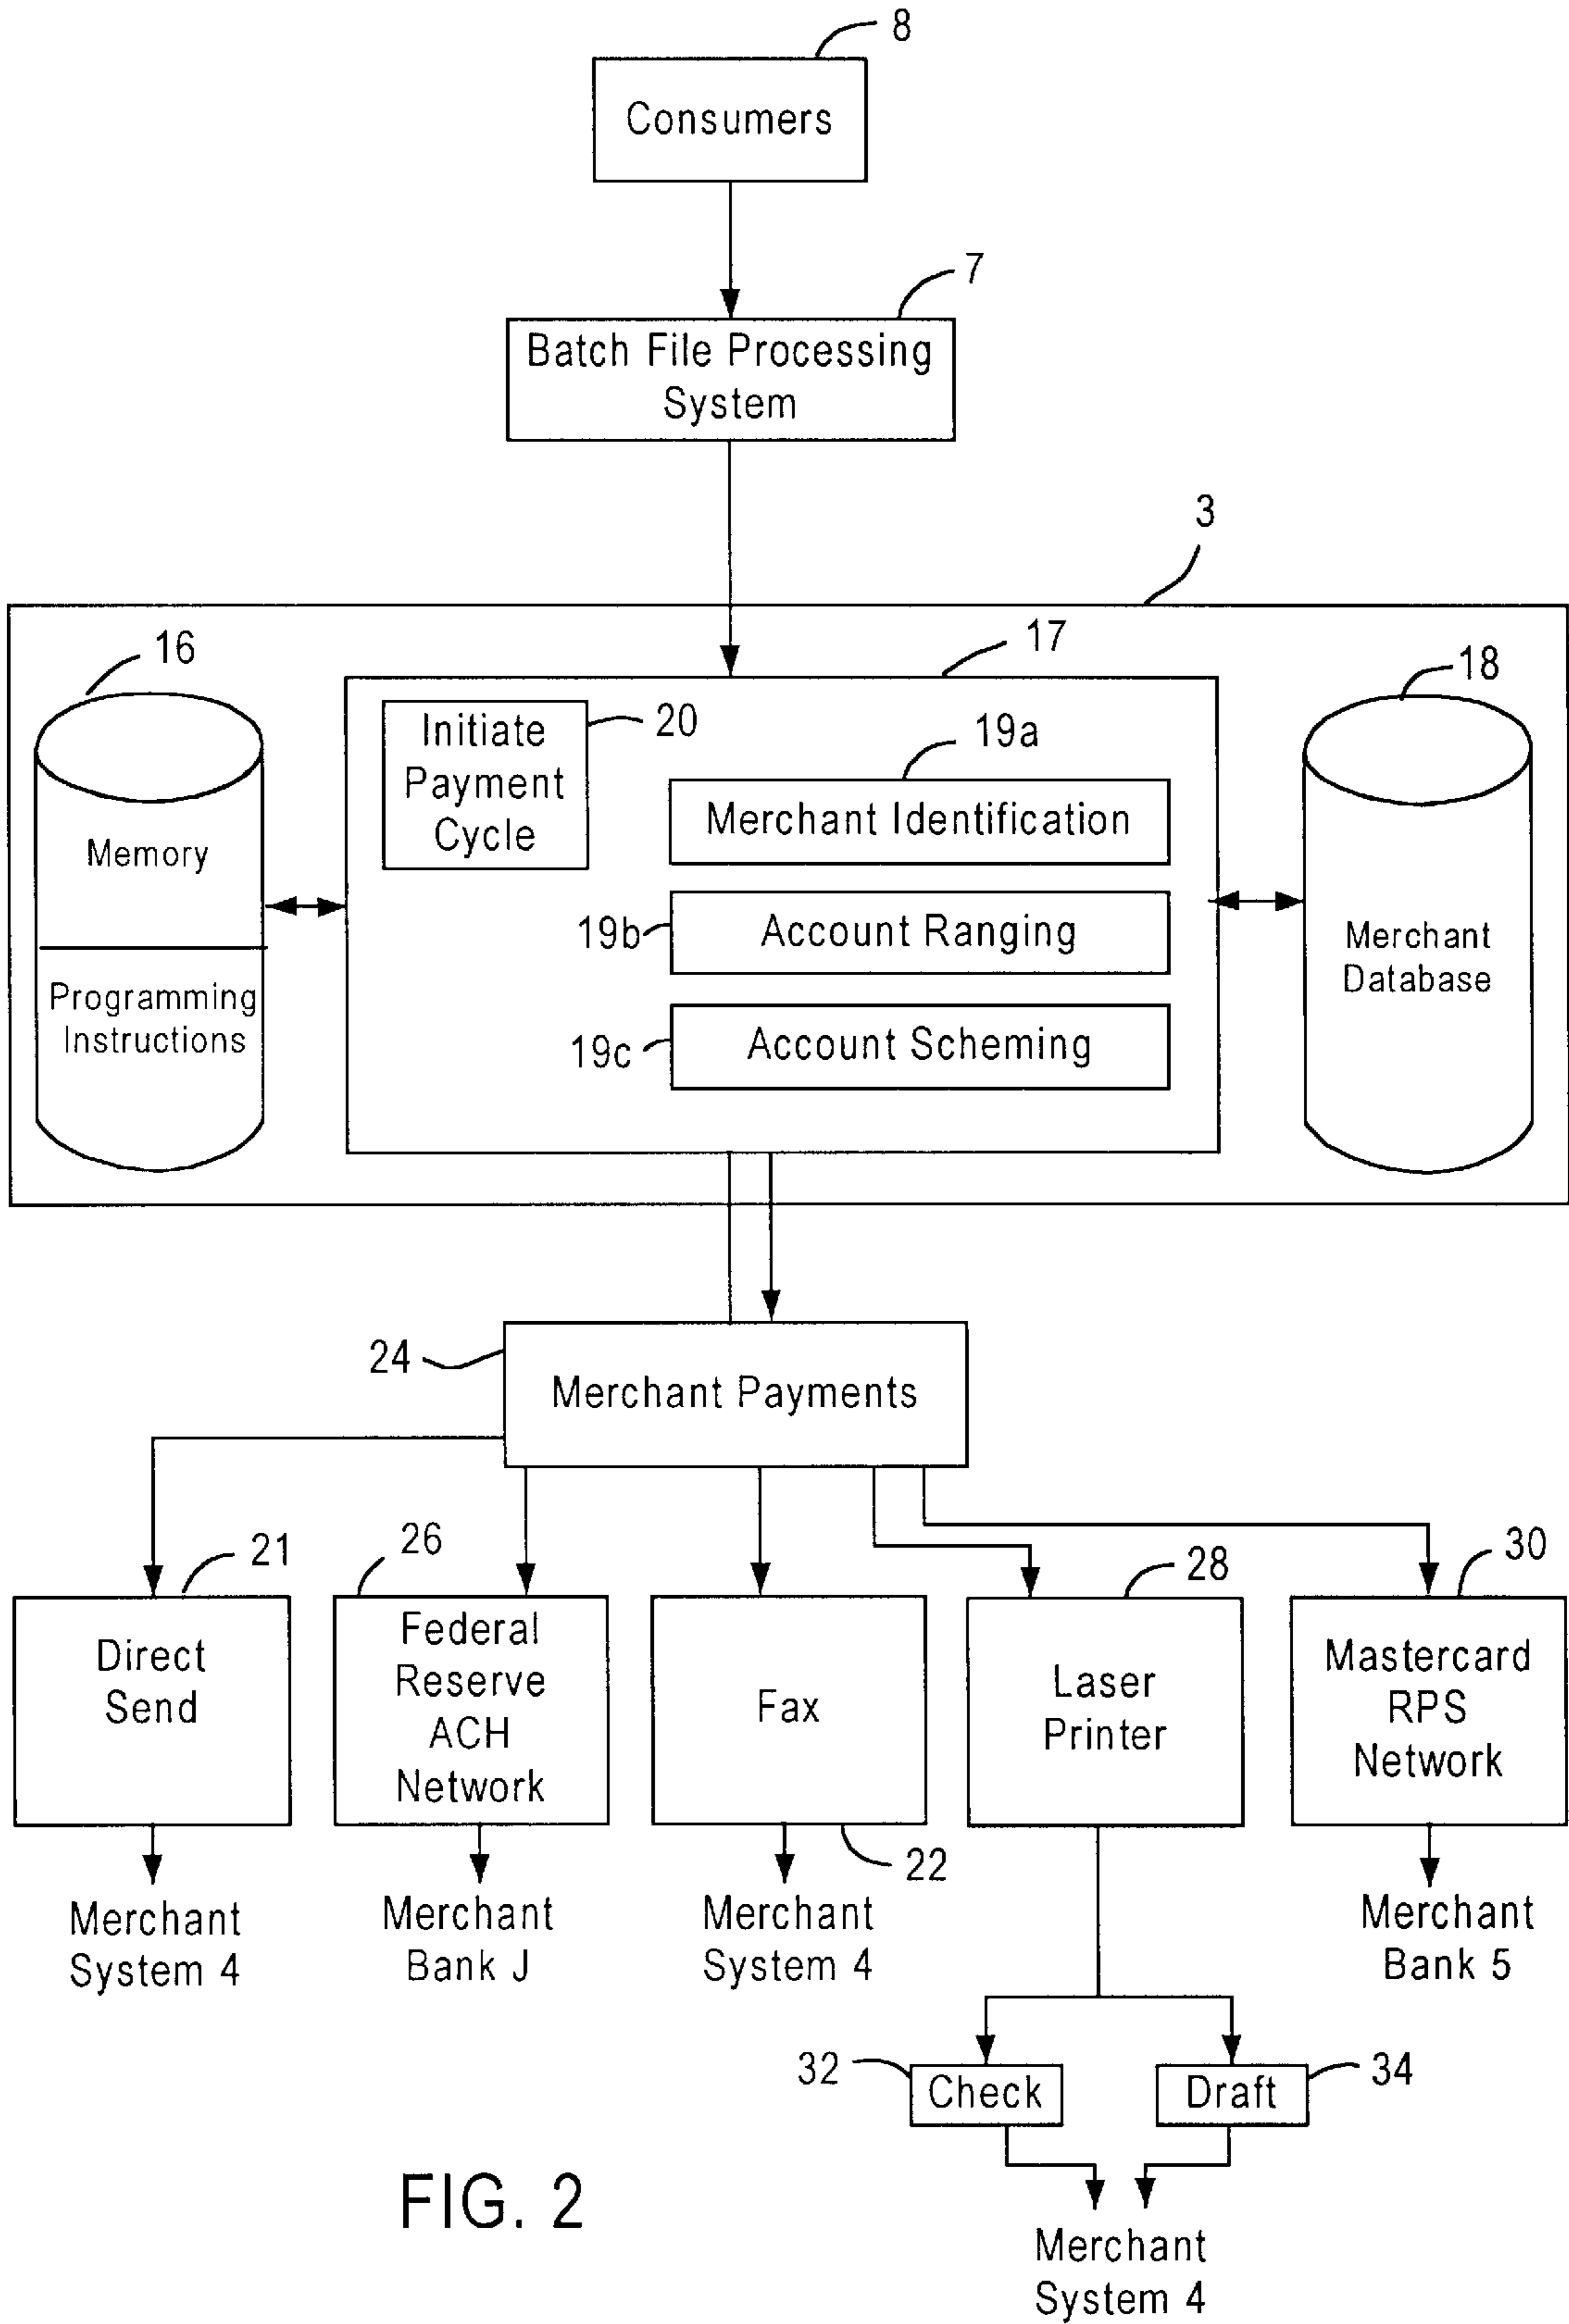 8
Consumers
7
Batch File Processing
System
3
16
17
18
Initiate
Payment
Cycle
20
19a
Merchant Identification
Memory
19b
Account Ranging
Merchant
Database
Programming
Instructions
19c
Account Scheming
24
Merchant Payments
21
26
28
30
Direct
Send
Federal
Reserve
ACH
Network
Fax
Laser
Printer
Mastercard
RPS
Network
22
Merchant
System 4
Merchant
Bank J
Merchant
System 4
Merchant
Bank 5
32
Check
Draft
34
FIG. 2
Merchant
System 4